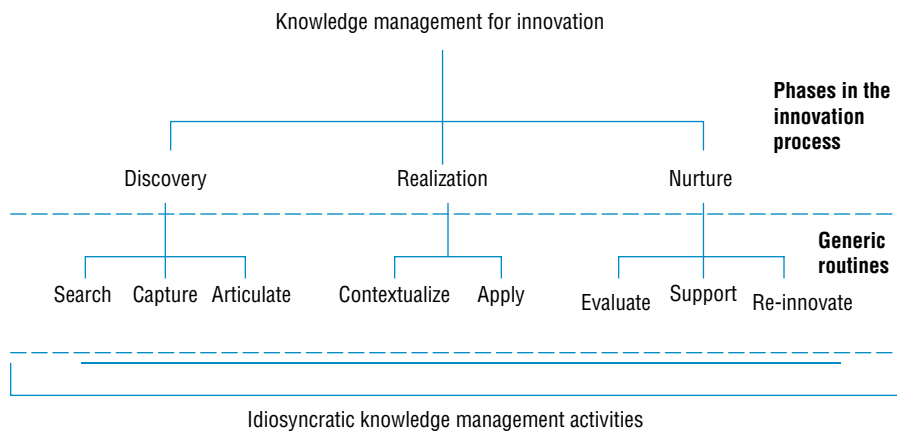 Knowledge management for innovation
Phases in the
innovation
process
Discovery
Realization
Nurture
Generic
routines
Search
Capture
Articulate
Contextualize
Apply
Evaluate
Support
Re-innovate
Idiosyncratic knowledge management activities